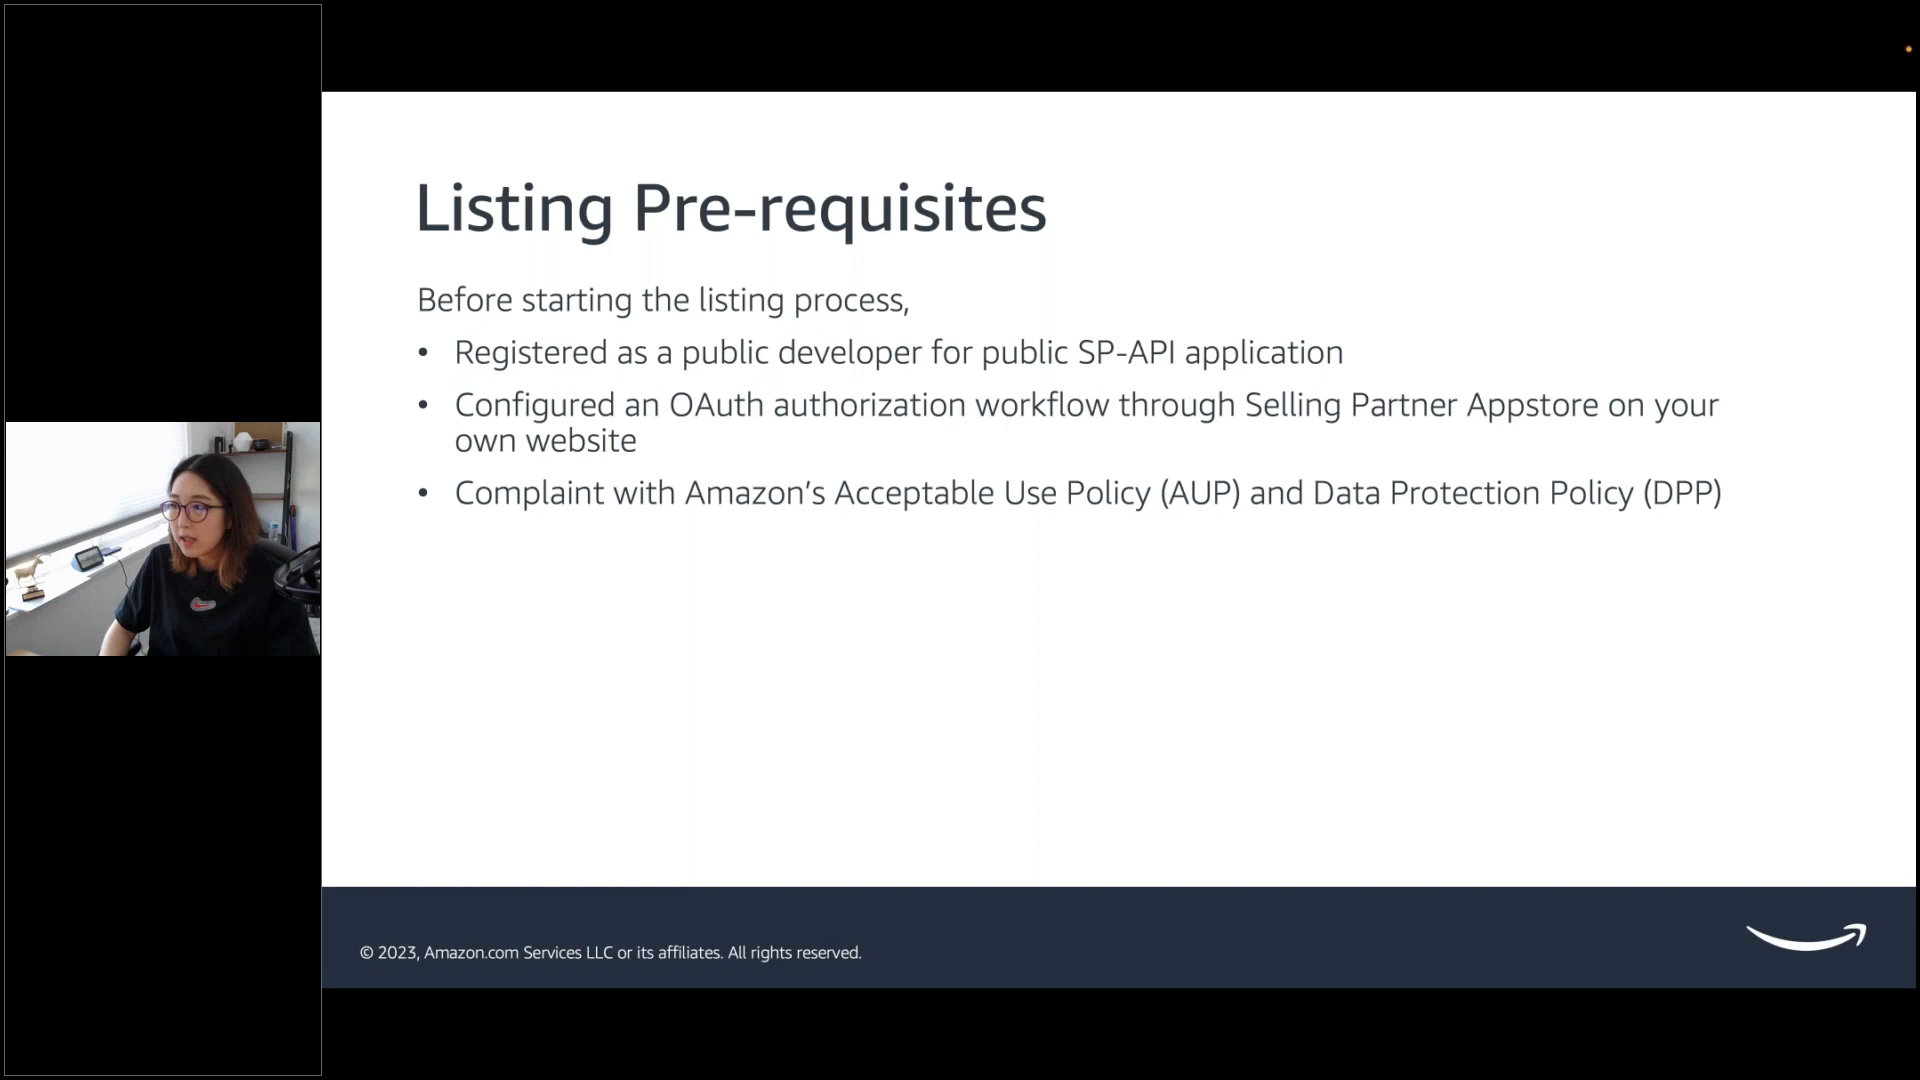 Listing Pre-requisites
Before starting the listing process,
• Registered as a public developer for public SP-API application
• Configured an OAuth authorization workflow through Selling Partner Appstore on your
own website
• Complaint with Amazon’s Acceptable Use Policy (AUP) and Data Protection Policy (DPP)
© 2023, Amazon.com Services LLC or its affiliates. All rights reserved.